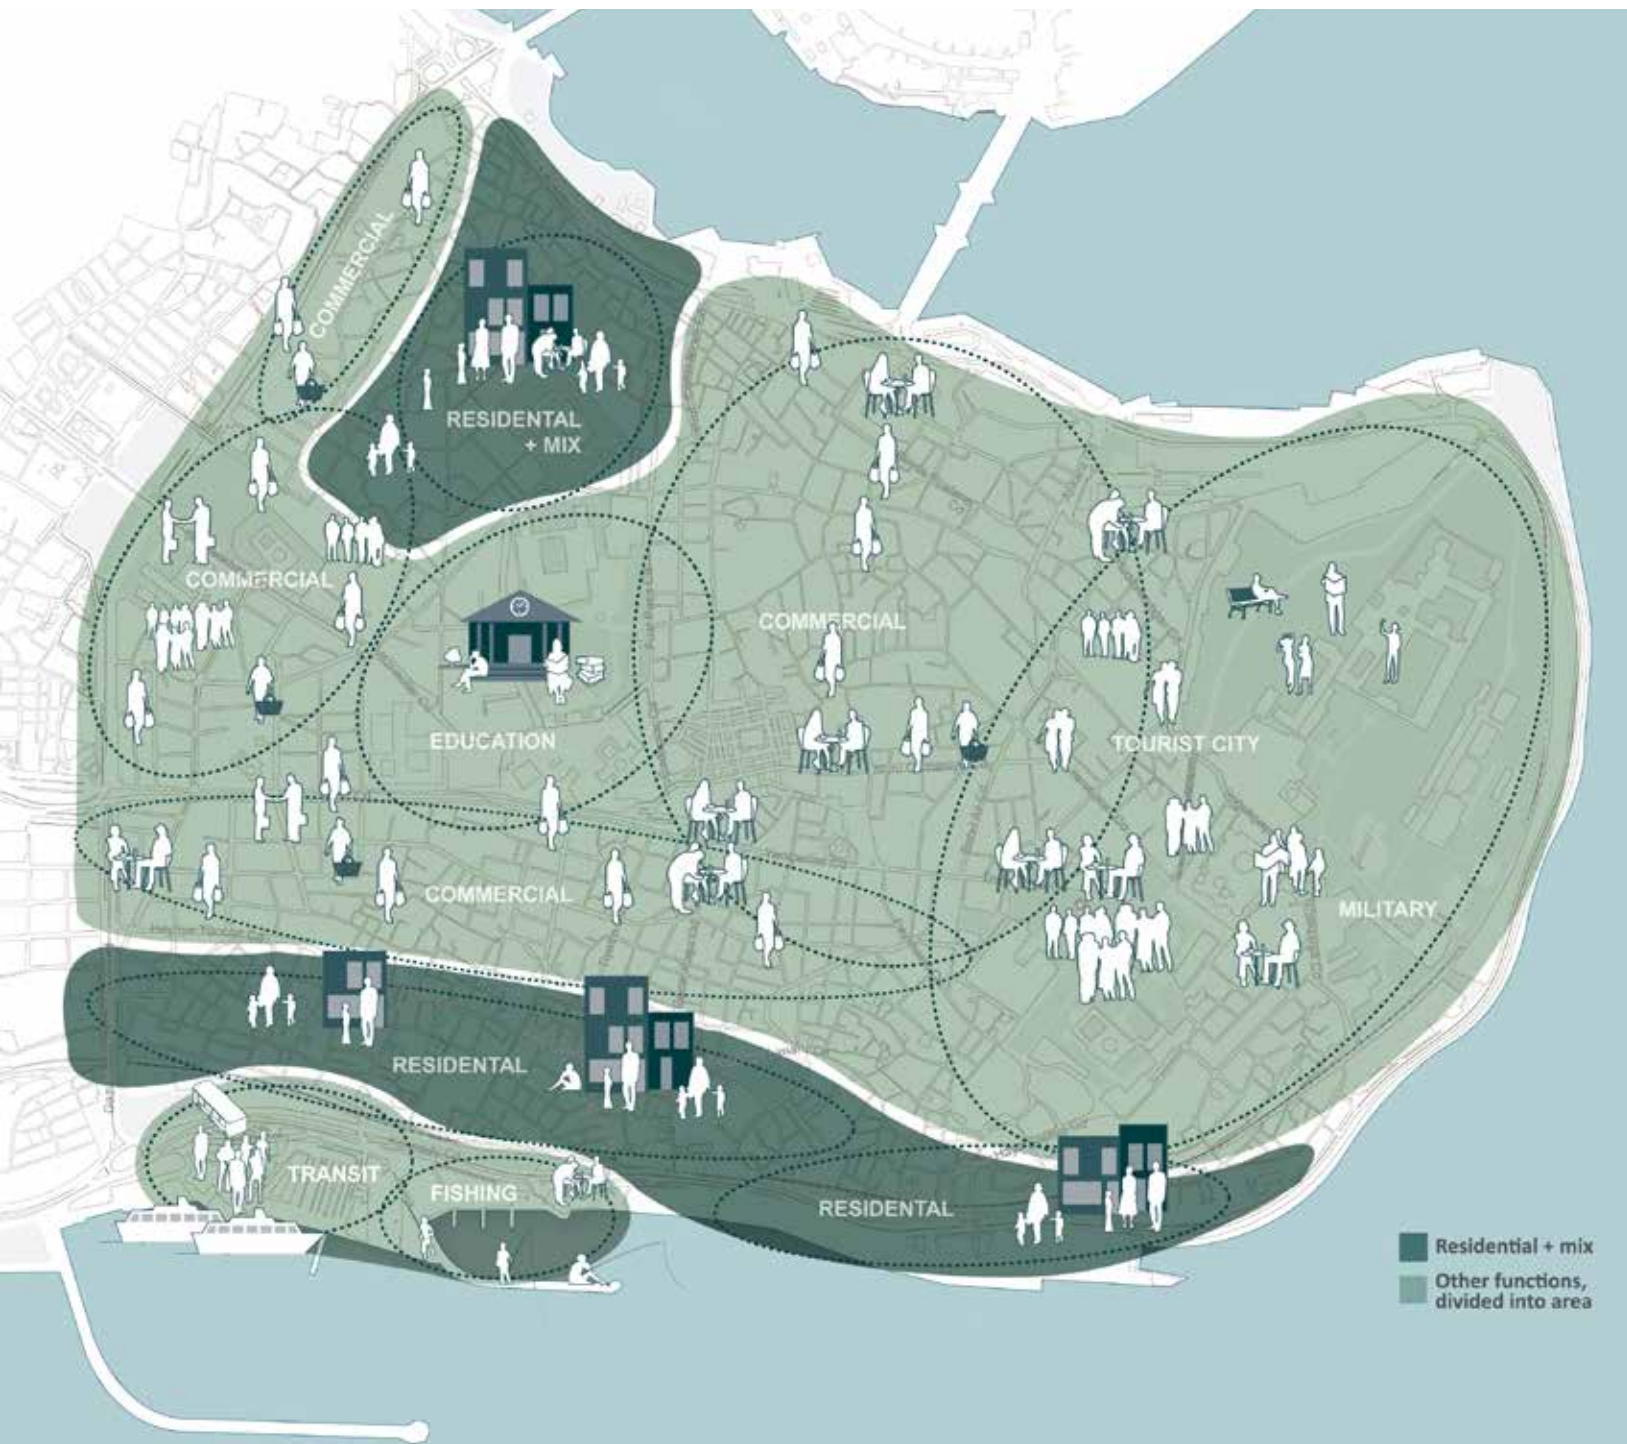 COMMERCIAL
RESIDENTAL
+ MIX
COMMERCIAL
COMMERCIAL
EDUCATION
TOURIST CITY
COMMERCIAL
MILITARY
RESIDENTAL
TRANSIT
FISHING
RESIDENTAL
Residential + mix
Other functions,
divided into area